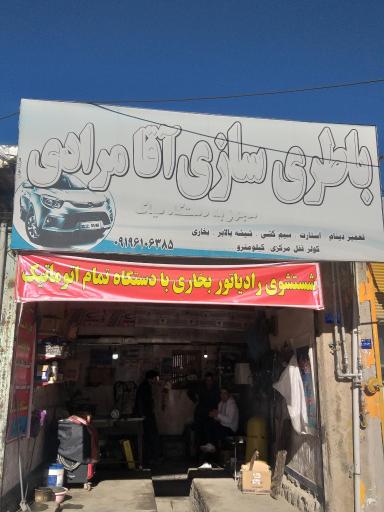 باطری سازی آقا مرادی
مجهز به دستگاه دیاگ
تعمیر دینام . استارت . سیم کشی . شیشه بالابر . بخاری
کولر قفل مرکزی کیلومتر
۰۹۱۹۶۱۰۶۳۸۵
شستشوی رادیاتور بخاری با دستگاه تمام اتوماتیک